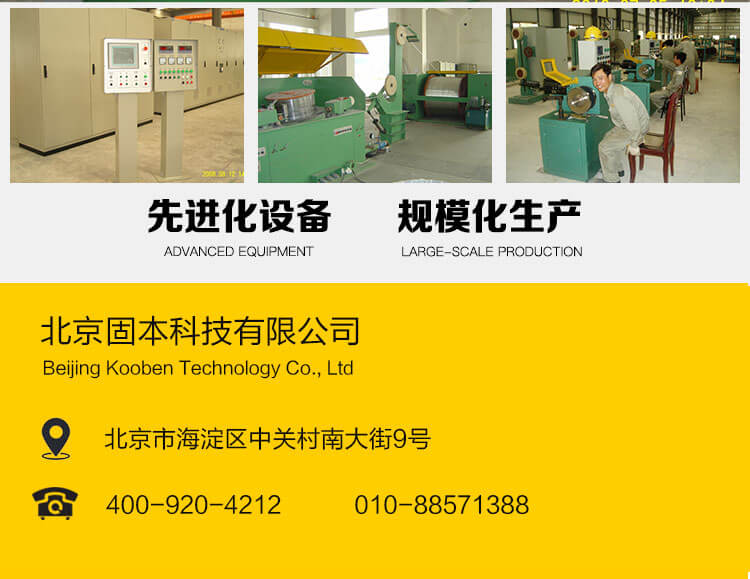 先进化设备 规模化生产
ADVANCED EQUIPMENT LARGE-SCALE PRODUCTION
北京固本科技有限公司
Beijing Kooben Technology Co., Ltd
北京市海淀区中关村南大街9号
400-920-4212 010-88571388